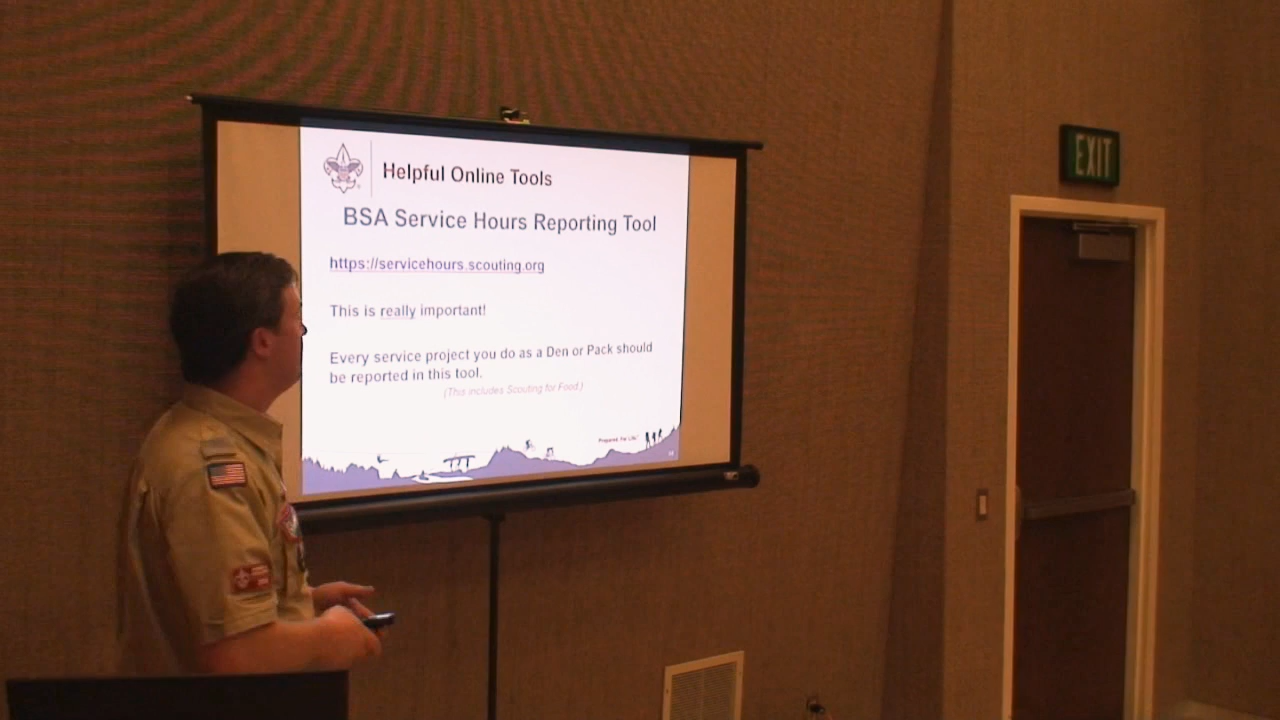 Helpful Online Tools
BSA Service Hours Reporting Tool
https://servicehours.scouting.org
This is really important!
Every service project you do as a Den or Pack should
be reported in this tool.
(This includes Scouting for Food.)
Prepared. For Life.™
EXIT